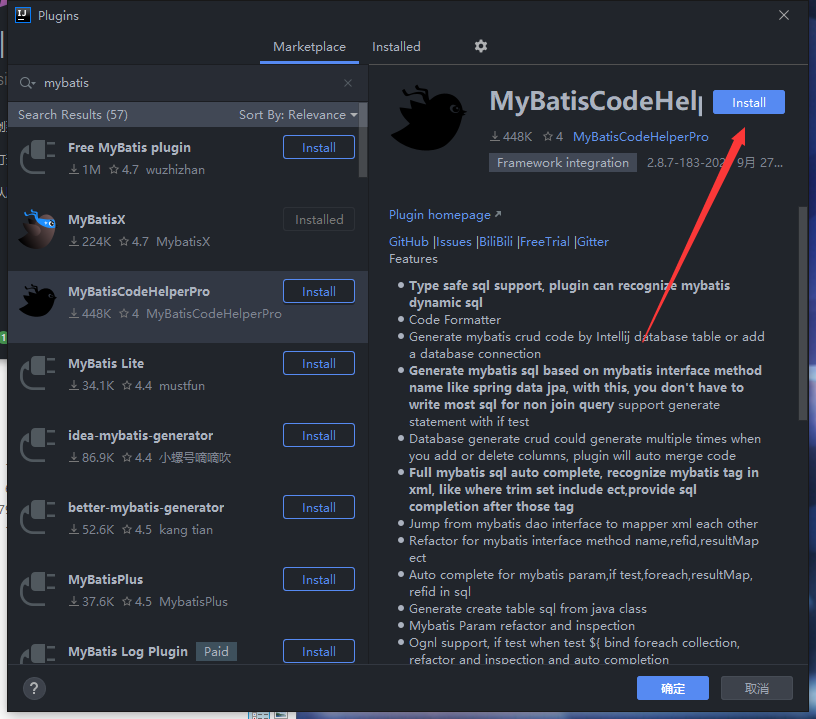 Plugins
Marketplace
Installed
mybatis
Search Results (57)
Sort By: Relevance
Free MyBatis plugin
1M
4.7
wuzhizhan
Install
MyBatisX
224K
4.7
MybatisX
Installed
MyBatisCodeHelperPro
448K
4
MyBatisCodeHelperPro
Install
MyBatis Lite
34.1K
4.4
mustfun
Install
idea-mybatis-generator
86.9K
4.4
小螺号嘀嘀吹
Install
better-mybatis-generator
52.6K
4.5
kang tian
Install
MyBatisPlus
37.6K
4.5
MybatisPlus
Install
MyBatis Log Plugin
Paid
Install
MyBatisCodeHelp
Install
448K
4
MyBatisCodeHelperPro
Framework integration
2.8.7-183-202
9月 27...
Plugin homepage
GitHub |Issues |BiliBili |FreeTrial |Gitter
Features
Type safe sql support, plugin can recognize mybatis
dynamic sql
Code Formatter
Generate mybatis crud code by Intellij database table or add
a database connection
Generate mybatis sql based on mybatis interface method
name like spring data jpa, with this, you don't have to
write most sql for non join query support generate
statement with if test
Database generate crud could generate multiple times when
you add or delete columns, plugin will auto merge code
Full mybatis sql auto complete, recognize mybatis tag in
xml, like where trim set include ect,provide sql
completion after those tag
Jump from mybatis dao interface to mapper xml each other
Refactor for mybatis interface method name,refid,resultMap
ect
Auto complete for mybatis param,if test,foreach,resultMap,
refid in sql
Generate create table sql from java class
Mybatis Param refactor and inspection
Ognl support, if test when test ${ bind foreach collection,
refactor and inspection and auto completion
?
确定
取消